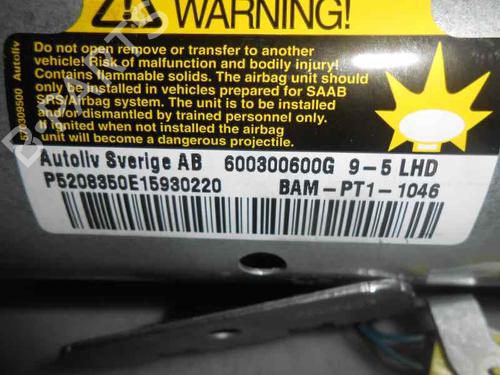 WARNING!
Do not open remove or transfer to another
vehicle! Risk of malfunction and bodily injury!
Contains flammable solids. The airbag unit should
only be installed in vehicles prepared for SAAB
SRS/Airbag system. The unit is to be installed
and/or dismantled by trained personnel only.
If ignited when not installed the airbag
unit will become a dangerous projectile.
520309500 Autoliv
Autoliv Sverige AB 600300600G 9-5 LHD
P5208350E15930220 BAM-PT1-1046